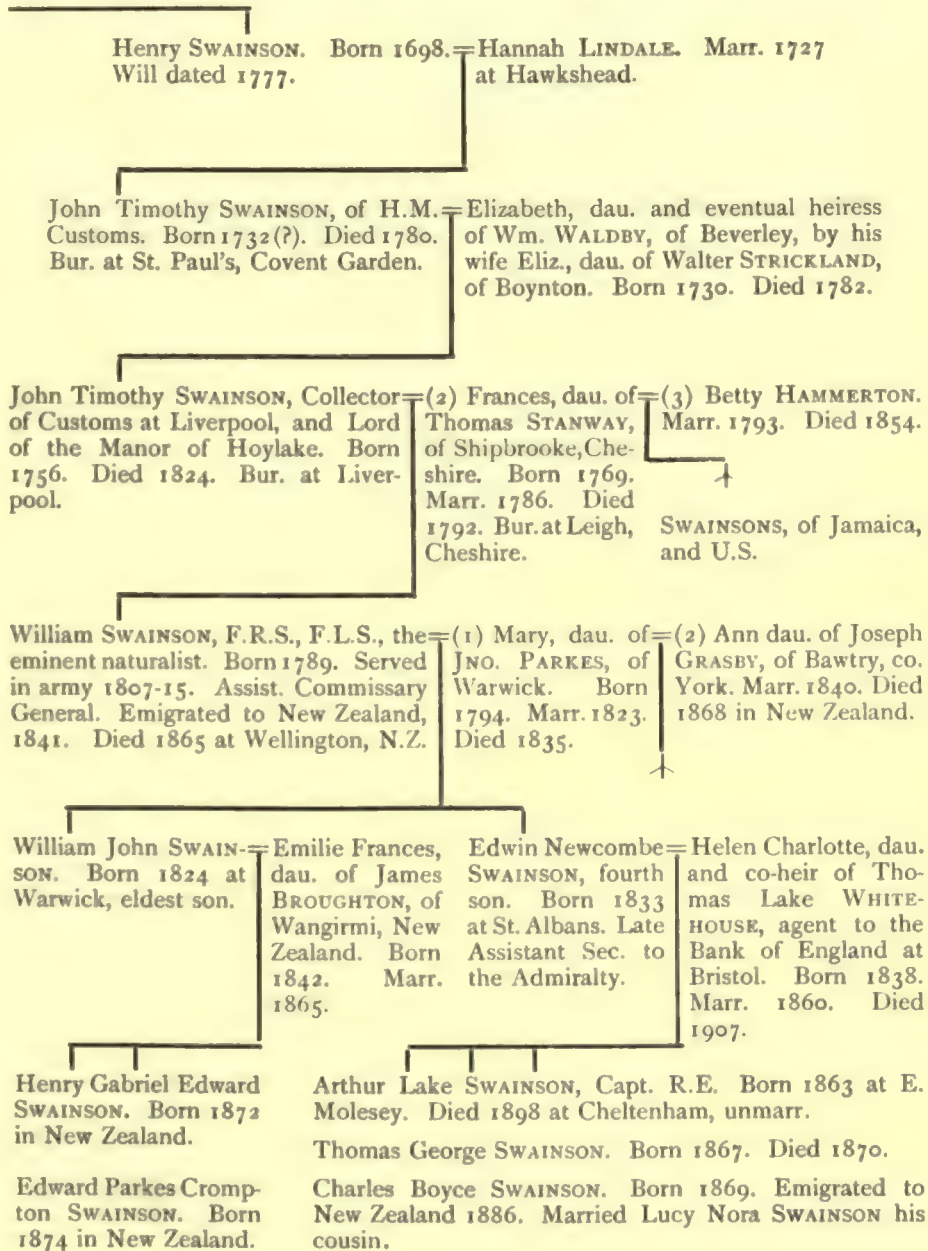 Henry SWAINSON. Born 1698.=Hannah LINDALE. Marr. 1727
Will dated 1777.
at Hawkshead.
John Timothy SWAINSON, of H.M.
Customs. Born 1732(?). Died 1780.
Bur. at St. Paul's, Covent Garden.
=Elizabeth, dau. and eventual heiress
of Wm. WALDBY, of Beverley, by his
wife Eliz., dau. of Walter STRICKLAND,
of Boynton. Born 1730. Died 1782.
John Timothy SWAINSON, Collector
of Customs at Liverpool, and Lord
of the Manor of Hoylake. Born
1756. Died 1824. Bur. at Liver-
pool.
=(2) Frances, dau. of
Thomas STANWAY,
of Shipbrooke, Che-
shire. Born 1769.
Marr. 1786. Died
1792. Bur. at Leigh,
Cheshire.
=(3) Betty HAMMERTON.
Marr. 1793. Died 1854.
SWAINSONS, of Jamaica,
and U.S.
William SWAINSON, F.R.S., F.L.S., the
eminent naturalist. Born 1789. Served
in army 1807-15. Assist. Commissary
General. Emigrated to New Zealand,
1841. Died 1865 at Wellington, N.Z.
=(1) Mary, dau. of
JNO. PARKES, of
Warwick. Born
1794. Marr. 1823.
Died 1835.
=(2) Ann dau. of Joseph
GRASBY, of Bawtry, co.
York. Marr. 1840. Died
1868 in New Zealand.
William John SWAIN-
SON. Born 1824 at
Warwick, eldest son.
=Emilie Frances,
dau. of James
BROUGHTON, of
Wangirmi, New
Zealand. Born
1842. Marr.
1865.
Edwin Newcombe
SWAINSON, fourth
son. Born 1833
at St. Albans. Late
Assistant Sec. to
the Admiralty.
=Helen Charlotte, dau.
and co-heir of Tho-
mas Lake WHITE-
HOUSE, agent to the
Bank of England at
Bristol. Born 1838.
Marr. 1860. Died
1907.
Henry Gabriel Edward
SWAINSON. Born 1872
in New Zealand.
Edward Parkes Cromp-
ton SWAINSON. Born
1874 in New Zealand.
Arthur Lake SWAINSON, Capt. R.E. Born 1863 at E.
Molesey. Died 1898 at Cheltenham, unmarr.
Thomas George SWAINSON. Born 1867. Died 1870.
Charles Boyce SWAINSON. Born 1869. Emigrated to
New Zealand 1886. Married Lucy Nora SWAINSON his
cousin.